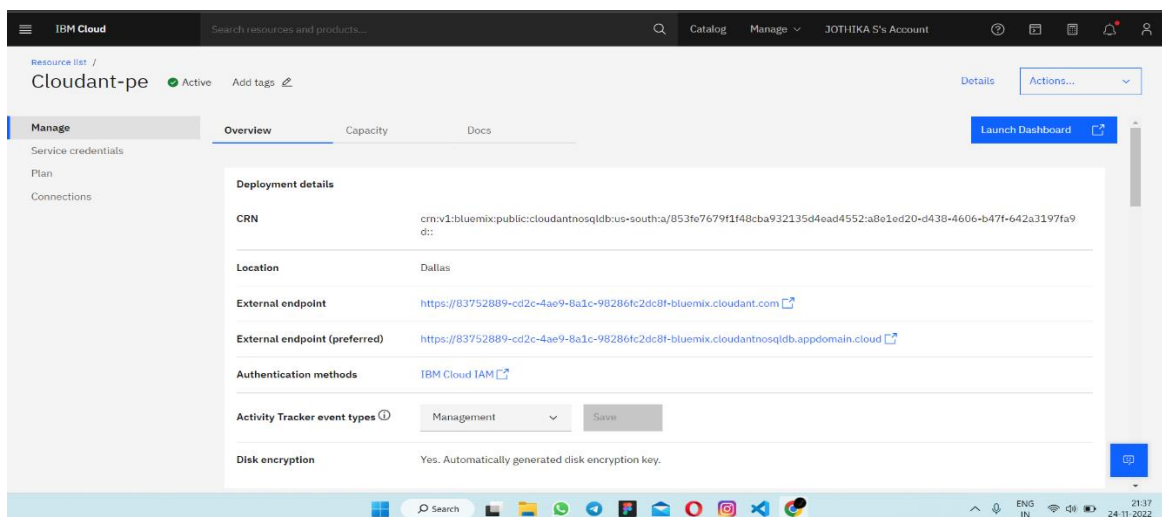 IBM Cloud
Search resources and products...
Catalog
Manage
JOTHIKA S's Account
Resource list /
Cloudant-pe
Active
Add tags
Details
Actions...
Manage
Service credentials
Plan
Connections
Overview
Capacity
Docs
Launch Dashboard
Deployment details
CRN
crn:v1:bluemix:public:cloudantnosqldb:us-south:a/853fe7679f1f48cba932135d4ead4552:a8e1ed20-d438-4606-b47f-642a3197fa9
d::
Location
Dallas
External endpoint
https://83752889-cd2c-4ae9-8a1c-98286fc2dc8f-bluemix.cloudant.com
External endpoint (preferred)
https://83752889-cd2c-4ae9-8a1c-98286fc2dc8f-bluemix.cloudantnosqldb.appdomain.cloud
Authentication methods
IBM Cloud IAM
Activity Tracker event types
Management
Save
Disk encryption
Yes. Automatically generated disk encryption key.
Search
ENG
IN
21:37
24-11-2022